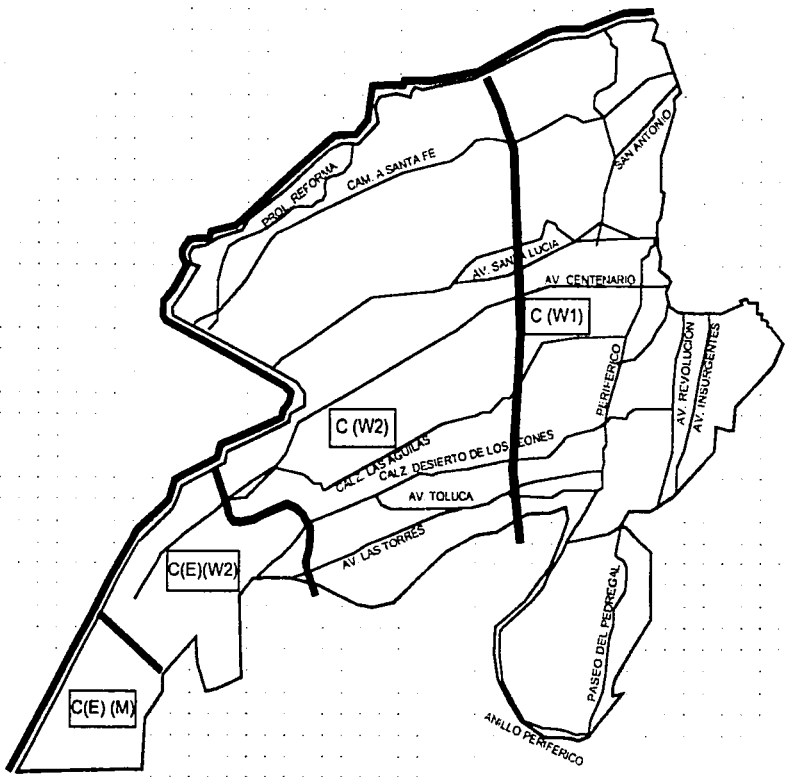 PROL. REFORMA
CAM. A SANTA FE
SAN ANTONIO
AV. SANTA LUCIA
AV. CENTENARIO
C (W1)
PERIFERICO
AV. REVOLUCIÓN
AV. INSURGENTES
C (W2)
CALZ. LAS AGUILAS
CALZ. DESIERTO DE LOS LEONES
AV. TOLUCA
AV. LAS TORRES
C(E)(W2)
PASEO DEL PEDREGAL
C(E) (M)
ANILLO PERIFERICO